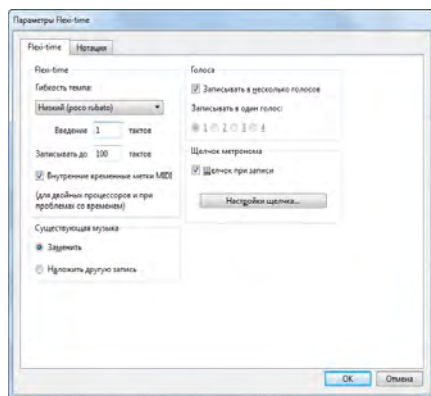 Параметры Flexi-time
Flexi-time
Нотация
Flexi-time
Гибкость темпа:
Низкий (poco rubato)
Введение 1 тактов
Записывать до 100 тактов
Внутренние временные метки MIDI
(для двойных процессоров и при
проблемах со временем)
Существующая музыка
Заменить
Наложить другую запись
Голоса
Записывать в несколько голосов
Записывать в один голос:
1 2 3 4
Щелчок метронома
Щелчок при записи
Настройки щелчка...
OK
Отмена